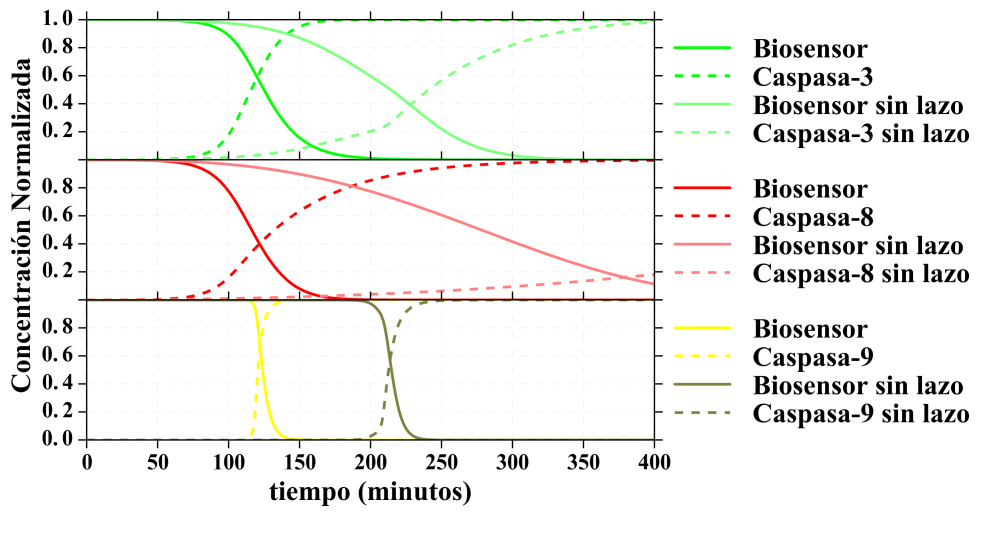 Concentración Normalizada
1.0
0.8
0.6
0.4
0.2
0.8
0.6
0.4
0.2
0.8
0.6
0.4
0.2
0.0
0 50 100 150 200 250 300 350 400
tiempo (minutos)
Biosensor
Caspasa-3
Biosensor sin lazo
Caspasa-3 sin lazo
Biosensor
Caspasa-8
Biosensor sin lazo
Caspasa-8 sin lazo
Biosensor
Caspasa-9
Biosensor sin lazo
Caspasa-9 sin lazo